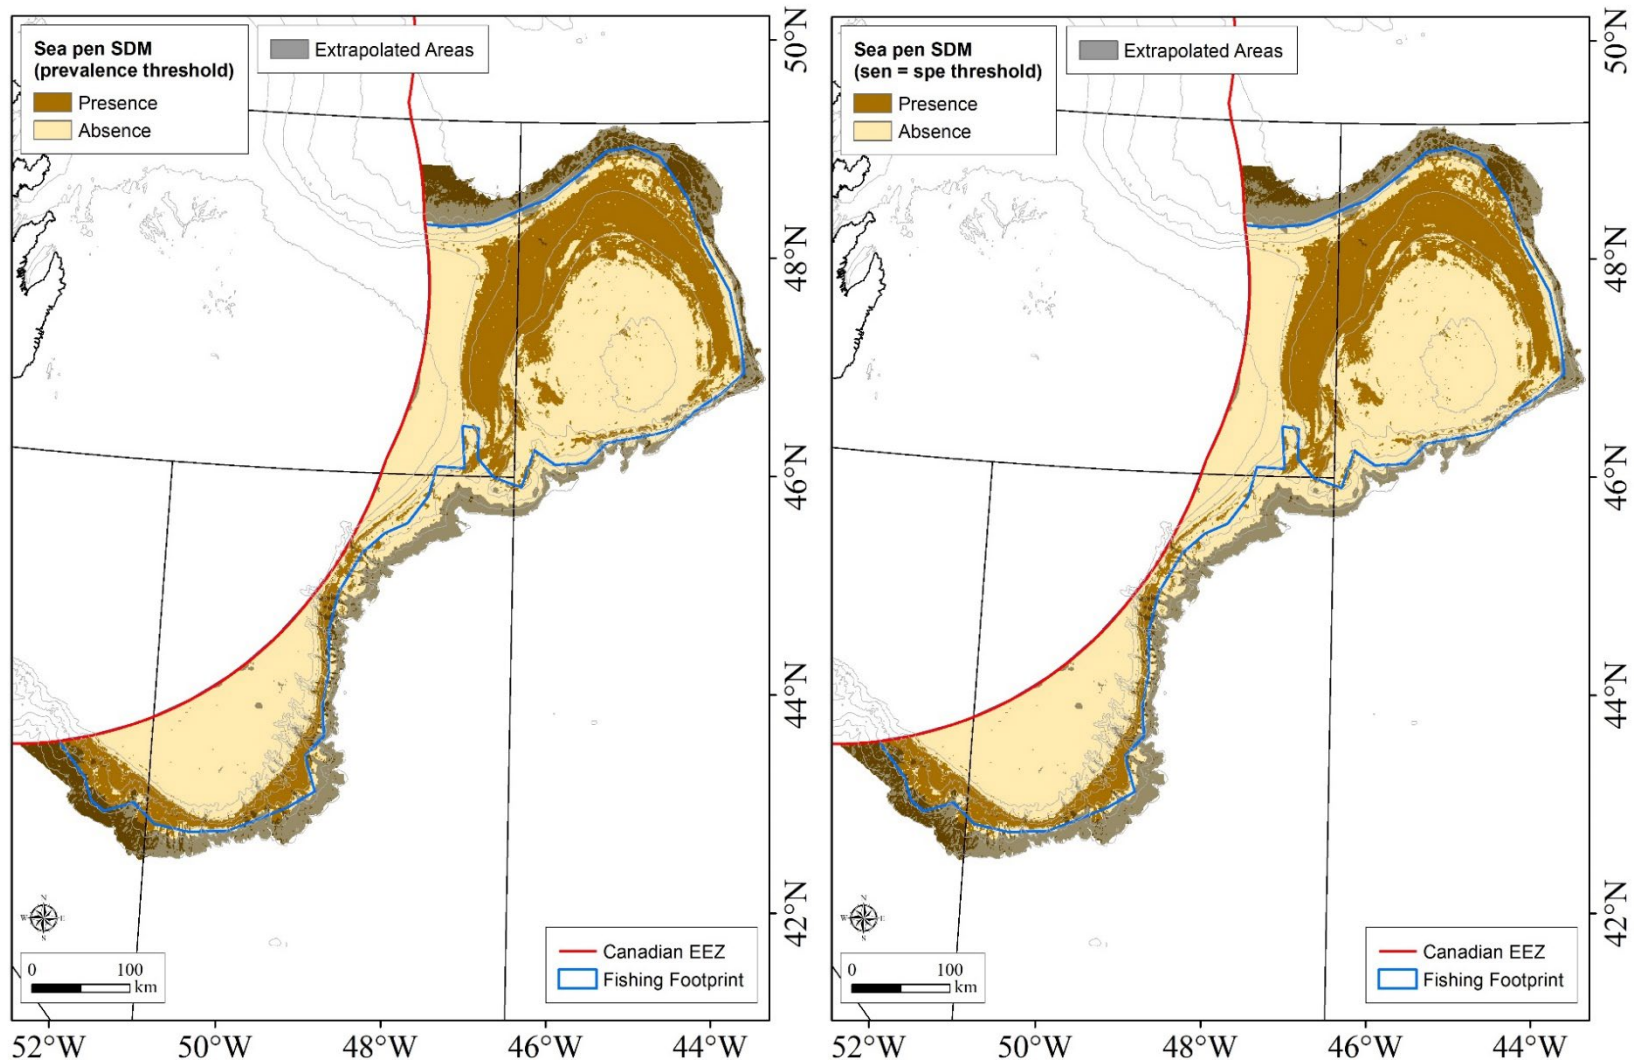 Sea pen SDM
(prevalence threshold)
Presence
Absence
Extrapolated Areas
50°N
48°N
46°N
44°N
42°N
N
W E
S
0 100
km
Canadian EEZ
Fishing Footprint
52°W 50°W 48°W 46°W 44°W
Sea pen SDM
(sen = spe threshold)
Presence
Absence
Extrapolated Areas
50°N
48°N
46°N
44°N
42°N
N
W E
S
0 100
km
Canadian EEZ
Fishing Footprint
52°W 50°W 48°W 46°W 44°W